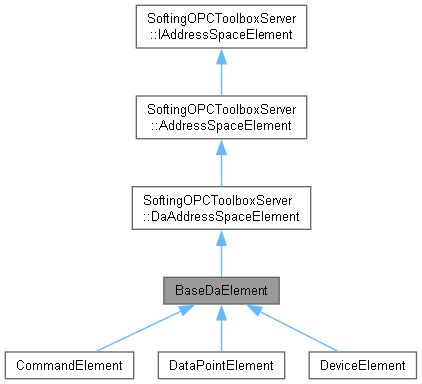 SoftingOPCToolboxServer
::IAddressSpaceElement
SoftingOPCToolboxServer
::AddressSpaceElement
SoftingOPCToolboxServer
::DaAddressSpaceElement
BaseDaElement
CommandElement
DataPointElement
DeviceElement